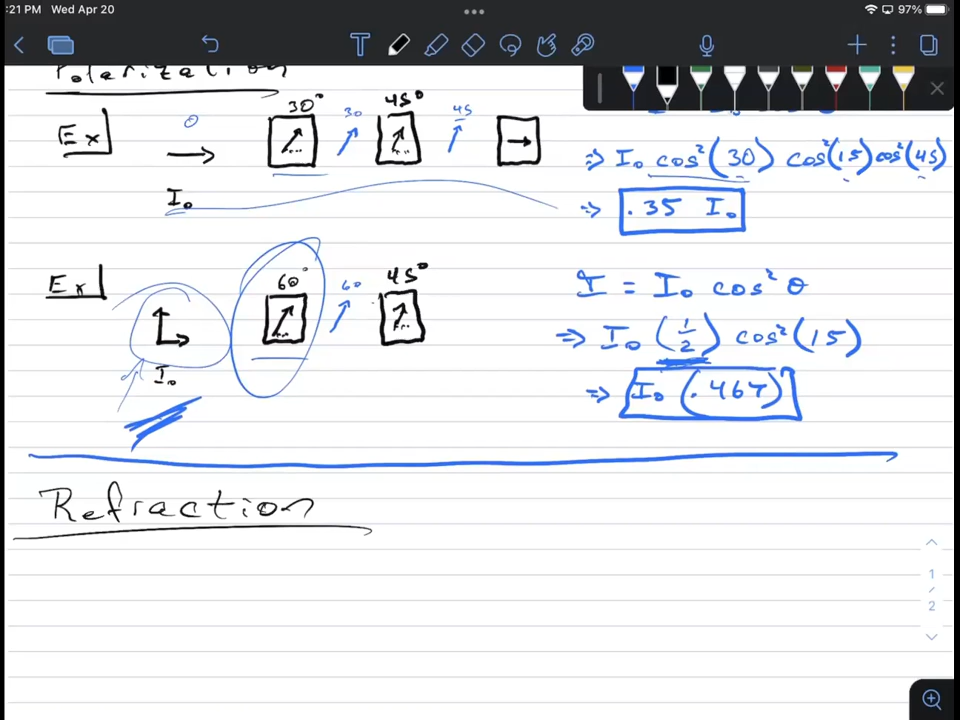 :21 PM Wed Apr 20 97%
T
Polarization
Ex 0 30° 30 45° 45
I₀
⇒ I₀ cos²(30) cos²(15) cos²(45)
⇒ .35 I₀
Ex 60° 60 45°
I₀
I = I₀ cos² θ
⇒ I₀ (1/2) cos²(15)
⇒ I₀ (.467)
Refraction
1
/
2